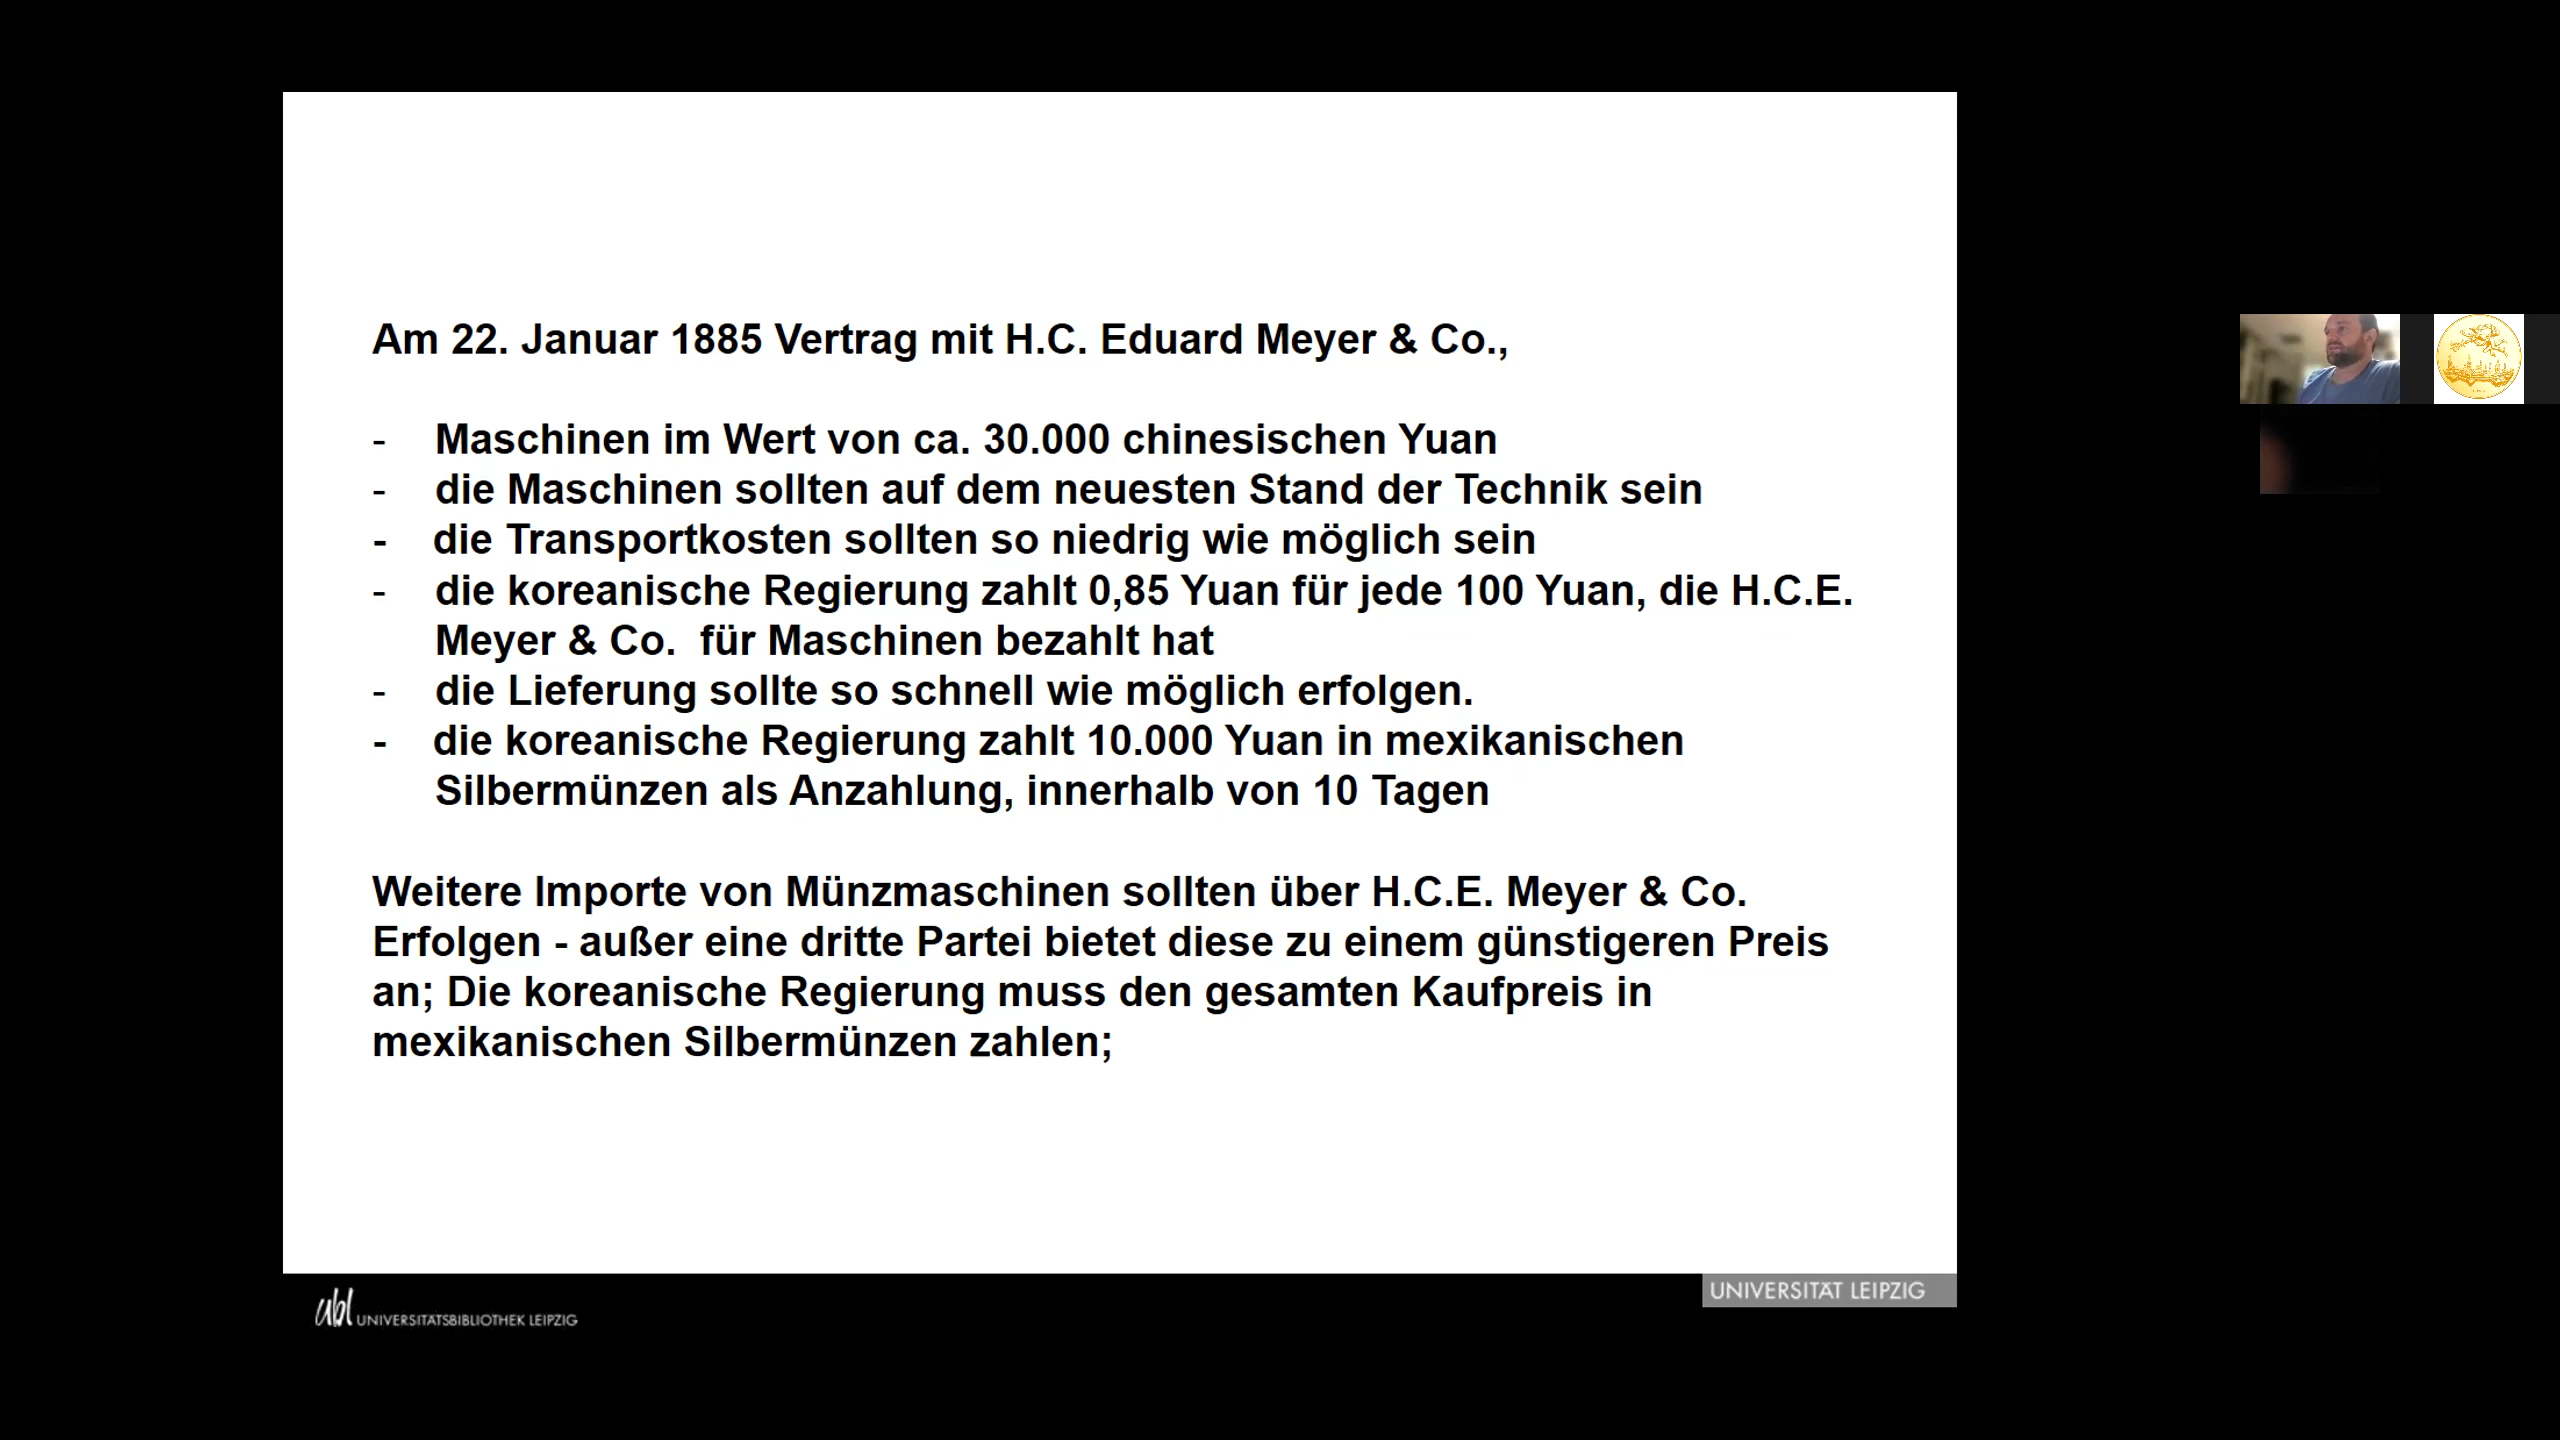 Am 22. Januar 1885 Vertrag mit H.C. Eduard Meyer & Co.,
- Maschinen im Wert von ca. 30.000 chinesischen Yuan
- die Maschinen sollten auf dem neuesten Stand der Technik sein
- die Transportkosten sollten so niedrig wie möglich sein
- die koreanische Regierung zahlt 0,85 Yuan für jede 100 Yuan, die H.C.E.
Meyer & Co.  für Maschinen bezahlt hat
- die Lieferung sollte so schnell wie möglich erfolgen.
- die koreanische Regierung zahlt 10.000 Yuan in mexikanischen
Silbermünzen als Anzahlung, innerhalb von 10 Tagen
Weitere Importe von Münzmaschinen sollten über H.C.E. Meyer & Co.
Erfolgen - außer eine dritte Partei bietet diese zu einem günstigeren Preis
an; Die koreanische Regierung muss den gesamten Kaufpreis in
mexikanischen Silbermünzen zahlen;
UNIVERSITÄT LEIPZIG
ubl UNIVERSITÄTSBIBLIOTHEK LEIPZIG